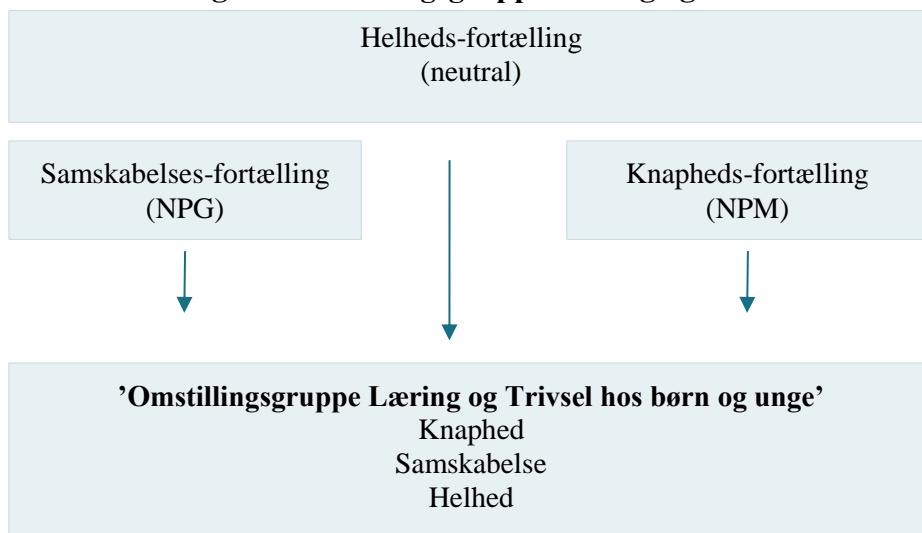 Helheds-fortælling
(neutral)
Samskabelses-fortælling
(NPG)
Knapheds-fortælling
(NPM)
’Omstillingsgruppe Læring og Trivsel hos børn og unge’
Knaphed
Samskabelse
Helhed